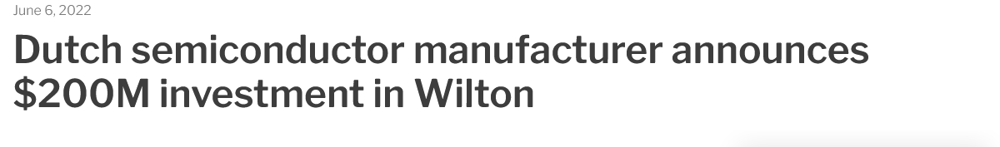 June 6, 2022
Dutch semiconductor manufacturer announces
$200M investment in Wilton